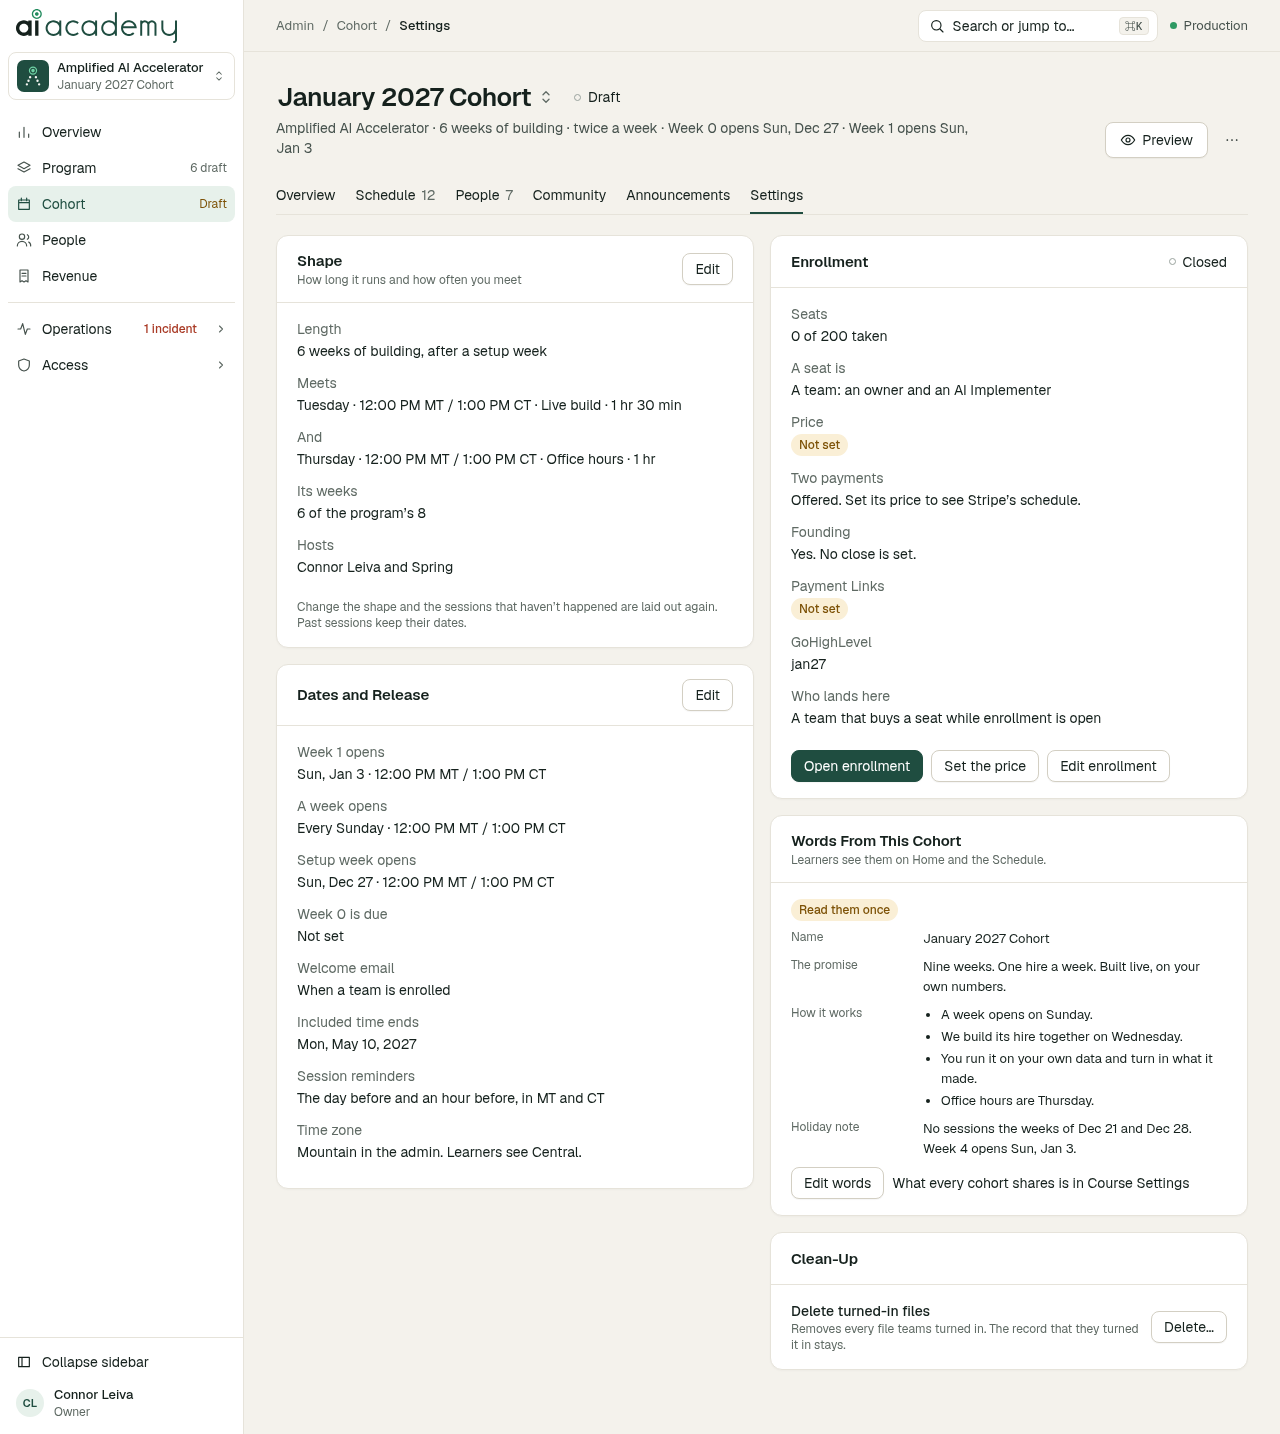 ai academy
Amplified AI Accelerator
January 2027 Cohort
Overview
Program 6 draft
Cohort Draft
People
Revenue
Operations 1 incident
Access
Collapse sidebar
CL
Connor Leiva
Owner
Admin / Cohort / Settings
Search or jump to… ⌘K
Production
January 2027 Cohort
Draft
Amplified AI Accelerator · 6 weeks of building · twice a week · Week 0 opens Sun, Dec 27 · Week 1 opens Sun,
Jan 3
Preview
Overview Schedule 12 People 7 Community Announcements Settings
Shape
How long it runs and how often you meet
Edit
Length
6 weeks of building, after a setup week
Meets
Tuesday · 12:00 PM MT / 1:00 PM CT · Live build · 1 hr 30 min
And
Thursday · 12:00 PM MT / 1:00 PM CT · Office hours · 1 hr
Its weeks
6 of the program’s 8
Hosts
Connor Leiva and Spring
Change the shape and the sessions that haven’t happened are laid out again.
Past sessions keep their dates.
Dates and Release
Edit
Week 1 opens
Sun, Jan 3 · 12:00 PM MT / 1:00 PM CT
A week opens
Every Sunday · 12:00 PM MT / 1:00 PM CT
Setup week opens
Sun, Dec 27 · 12:00 PM MT / 1:00 PM CT
Week 0 is due
Not set
Welcome email
When a team is enrolled
Included time ends
Mon, May 10, 2027
Session reminders
The day before and an hour before, in MT and CT
Time zone
Mountain in the admin. Learners see Central.
Enrollment
Closed
Seats
0 of 200 taken
A seat is
A team: an owner and an AI Implementer
Price
Not set
Two payments
Offered. Set its price to see Stripe’s schedule.
Founding
Yes. No close is set.
Payment Links
Not set
GoHighLevel
jan27
Who lands here
A team that buys a seat while enrollment is open
Open enrollment Set the price Edit enrollment
Words From This Cohort
Learners see them on Home and the Schedule.
Read them once
Name January 2027 Cohort
The promise Nine weeks. One hire a week. Built live, on your
own numbers.
How it works • A week opens on Sunday.
• We build its hire together on Wednesday.
• You run it on your own data and turn in what it
made.
• Office hours are Thursday.
Holiday note No sessions the weeks of Dec 21 and Dec 28.
Week 4 opens Sun, Jan 3.
Edit words What every cohort shares is in Course Settings
Clean-Up
Delete turned-in files
Removes every file teams turned in. The record that they turned
it in stays.
Delete…